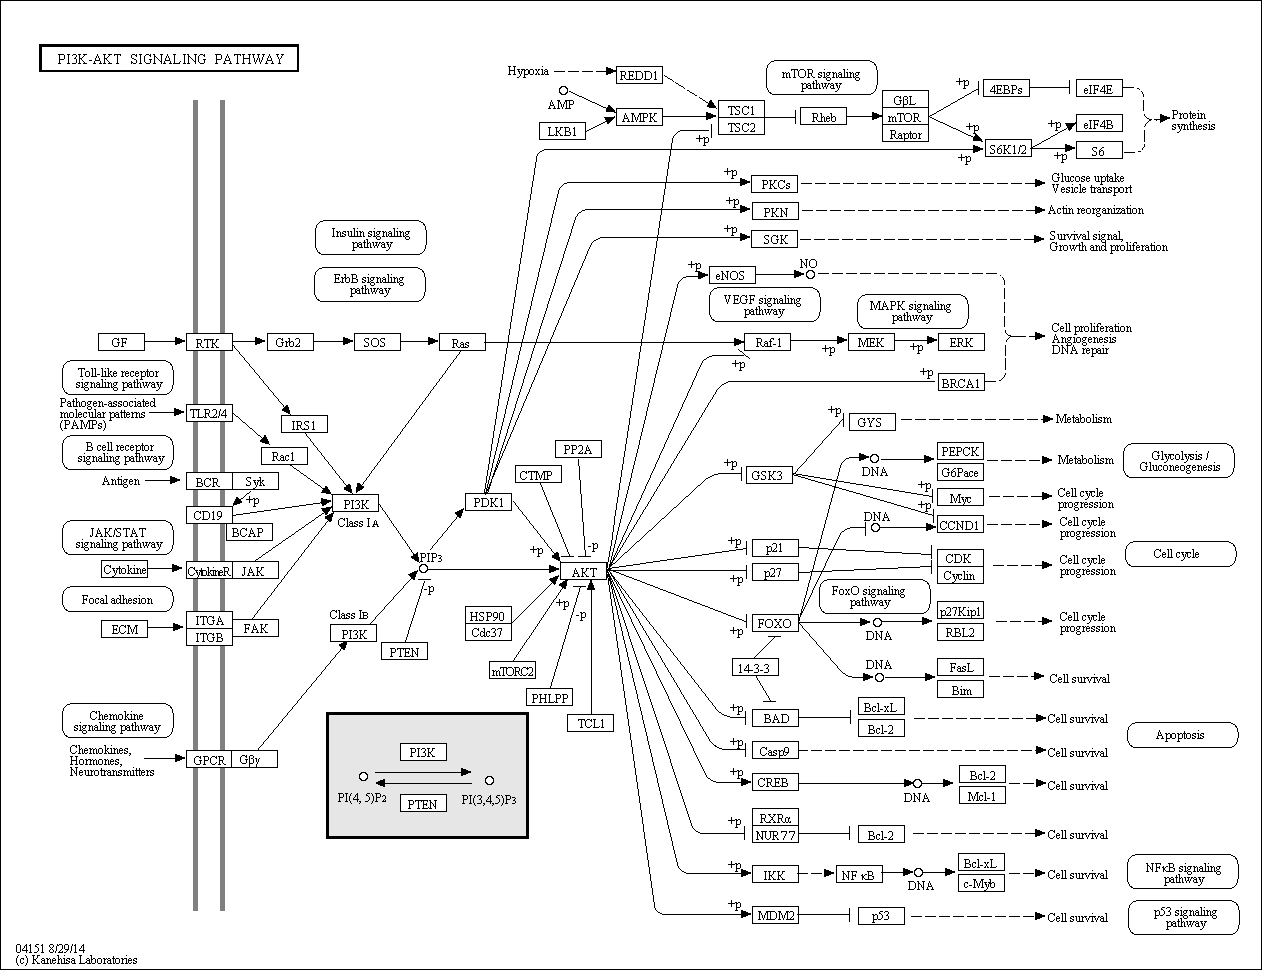 PI3K-AKT SIGNALING PATHWAY
Hypoxia
REDD1
mTOR signaling
pathway
AMP
LKB1
AMPK
TSC1
TSC2
+p
Rheb
GβL
mTOR
Raptor
+p
+p
4EBPs
eIF4E
S6K1/2
+p
+p
+p
eIF4B
S6
Protein
synthesis
+p
PKCs
Glucose uptake
Vesicle transport
+p
PKN
Actin reorganization
+p
SGK
Survival signal,
Growth and proliferation
Insulin signaling
pathway
ErbB signaling
pathway
+p
eNOS
NO
VEGF signaling
pathway
MAPK signaling
pathway
GF
RTK
Grb2
SOS
Ras
Raf-1
+p
MEK
+p
ERK
+p
BRCA1
Cell proliferation
Angiogenesis
DNA repair
Toll-like receptor
signaling pathway
Pathogen-associated
molecular patterns
(PAMPs)
TLR2/4
IRS1
Rac1
B cell receptor
signaling pathway
Antigen
BCR
Syk
+p
CD19
BCAP
PI3K
Class IA
JAK/STAT
signaling pathway
Cytokine
CytokineR
JAK
Focal adhesion
ECM
ITGA
ITGB
FAK
Class IB
PI3K
PIP3
-p
PTEN
PDK1
CTMP
PP2A
+p
-p
AKT
HSP90
Cdc37
+p
-p
mTORC2
PHLPP
TCL1
Chemokine
signaling pathway
Chemokines,
Hormones,
Neurotransmitters
GPCR
Gβγ
PI3K
PI(4, 5)P2
PI(3,4,5)P3
PTEN
+p
GYS
Metabolism
+p
GSK3
DNA
PEPCK
G6Pace
Metabolism
Glycolysis /
Gluconeogenesis
+p
Myc
Cell cycle
progression
+p
DNA
CCND1
Cell cycle
progression
+p
p21
+p
p27
CDK
Cyclin
Cell cycle
progression
Cell cycle
FoxO signaling
pathway
+p
FOXO
DNA
p27Kip1
RBL2
Cell cycle
progression
14-3-3
DNA
FasL
Bim
Cell survival
+p
BAD
Bcl-xL
Bcl-2
Cell survival
Apoptosis
+p
Casp9
Cell survival
+p
CREB
DNA
Bcl-2
Mcl-1
Cell survival
+p
RXRα
NUR77
Bcl-2
Cell survival
+p
IKK
NFκB
DNA
Bcl-xL
c-Myb
Cell survival
NFκB signaling
pathway
+p
MDM2
p53
Cell survival
p53 signaling
pathway
04151 8/29/14
(c) Kanehisa Laboratories